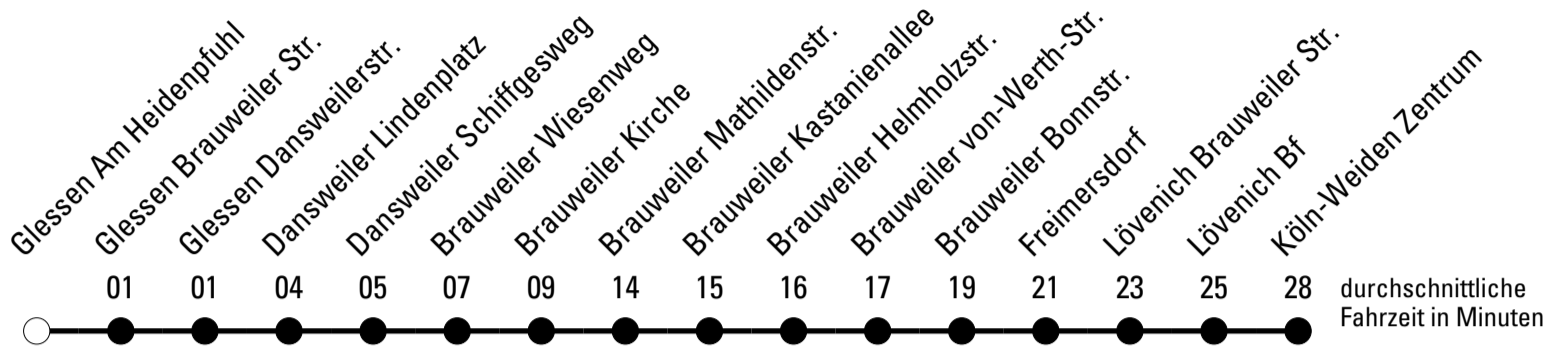 Glessen Am Heidenpfuhl
Glessen Brauweiler Str.
Glessen Dansweilerstr.
Dansweiler Lindenplatz
Dansweiler Schiffgesweg
Brauweiler Wiesenweg
Brauweiler Kirche
Brauweiler Mathildenstr.
Brauweiler Kastanienallee
Brauweiler Helmholzstr.
Brauweiler von-Werth-Str.
Brauweiler Bonnstr.
Freimersdorf
Lövenich Brauweiler Str.
Lövenich Bf
Köln-Weiden Zentrum
01 01 04 05 07 09 14 15 16 17 19 21 23 25 28
durchschnittliche
Fahrzeit in Minuten